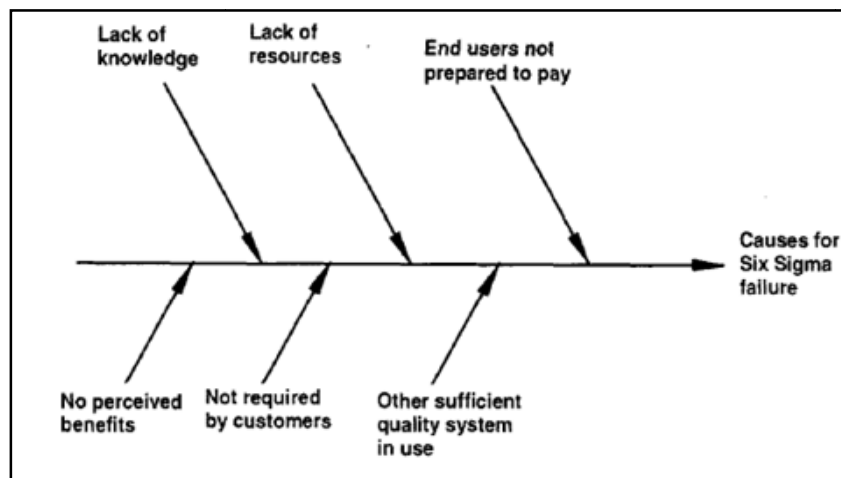 Lack of
knowledge
Lack of
resources
End users not
prepared to pay
Causes for
Six Sigma
failure
No perceived
benefits
Not required
by customers
Other sufficient
quality system
in use